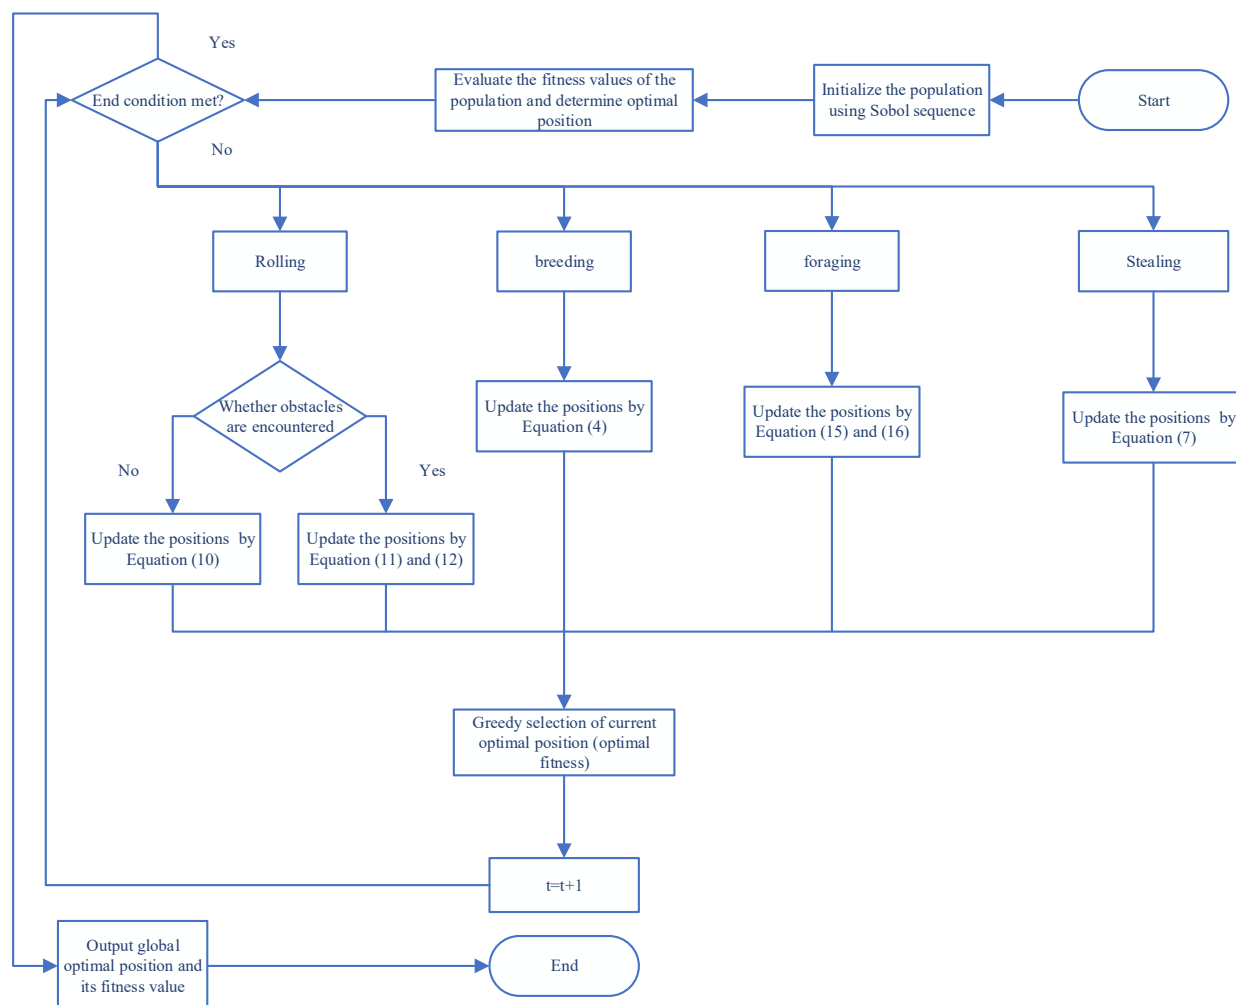 Yes
End condition met?
Evaluate the fitness values of the
population and determine optimal
position
Initialize the population
using Sobol sequence
Start
No
Rolling
breeding
foraging
Stealing
Whether obstacles
are encountered
Update the positions by
Equation (4)
Update the positions by
Equation (15) and (16)
Update the positions by
Equation (7)
No
Yes
Update the positions by
Equation (10)
Update the positions by
Equation (11) and (12)
Greedy selection of current
optimal position (optimal
fitness)
t=t+1
Output global
optimal position and
its fitness value
End